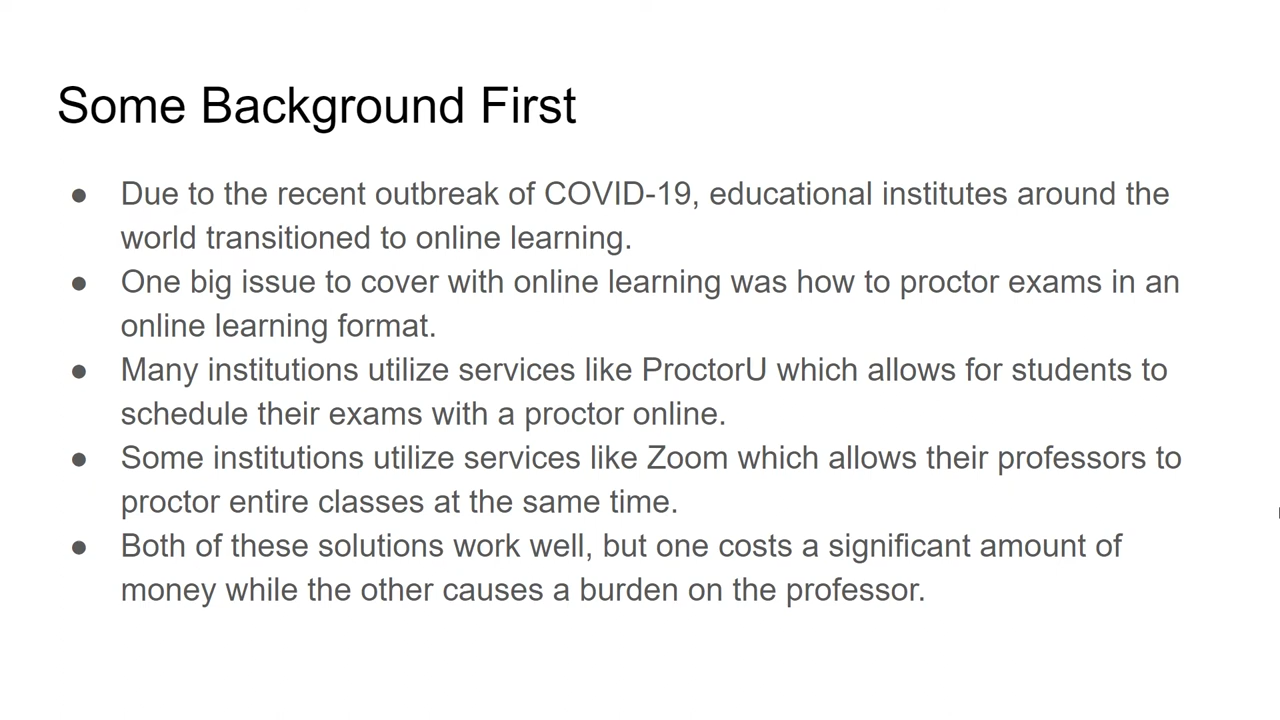 Some Background First
● Due to the recent outbreak of COVID-19, educational institutes around the
world transitioned to online learning.
● One big issue to cover with online learning was how to proctor exams in an
online learning format.
● Many institutions utilize services like ProctorU which allows for students to
schedule their exams with a proctor online.
● Some institutions utilize services like Zoom which allows their professors to
proctor entire classes at the same time.
● Both of these solutions work well, but one costs a significant amount of
money while the other causes a burden on the professor.